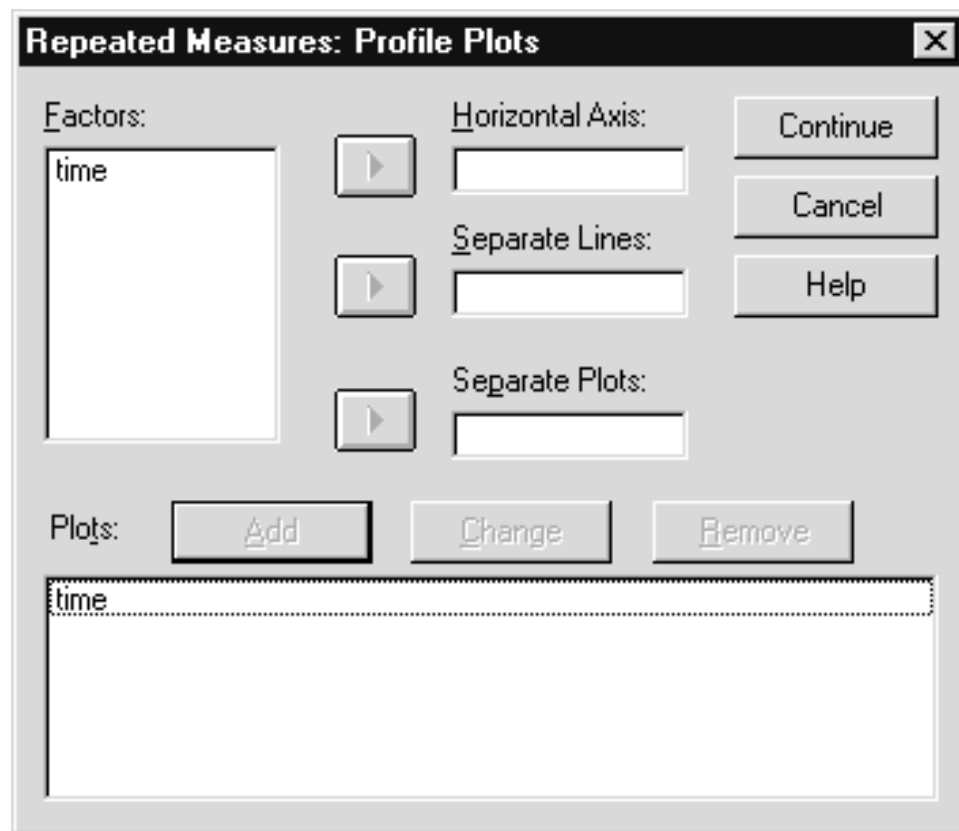 Repeated Measures: Profile Plots
Factors:
time
Horizontal Axis:
Separate Lines:
Separate Plots:
Continue
Cancel
Help
Plots:
Add
Change
Remove
time